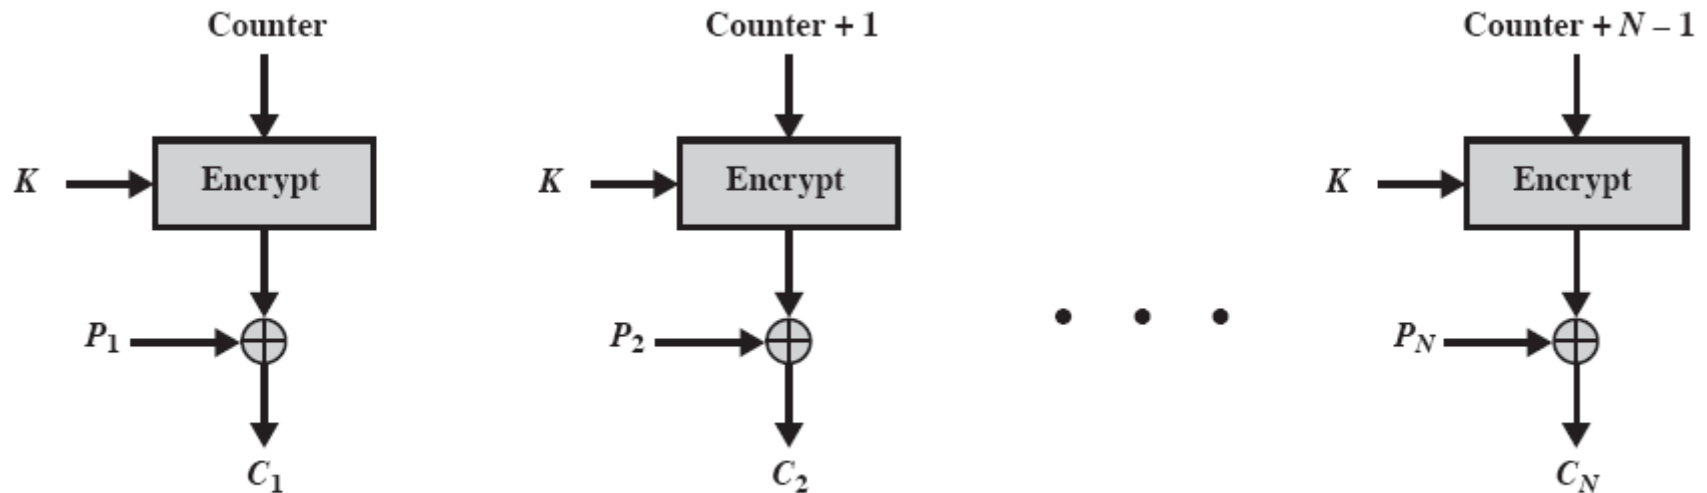 Counter Counter + 1 Counter + N – 1
K Encrypt K Encrypt K Encrypt
P1 P2 PN
C1 C2 CN